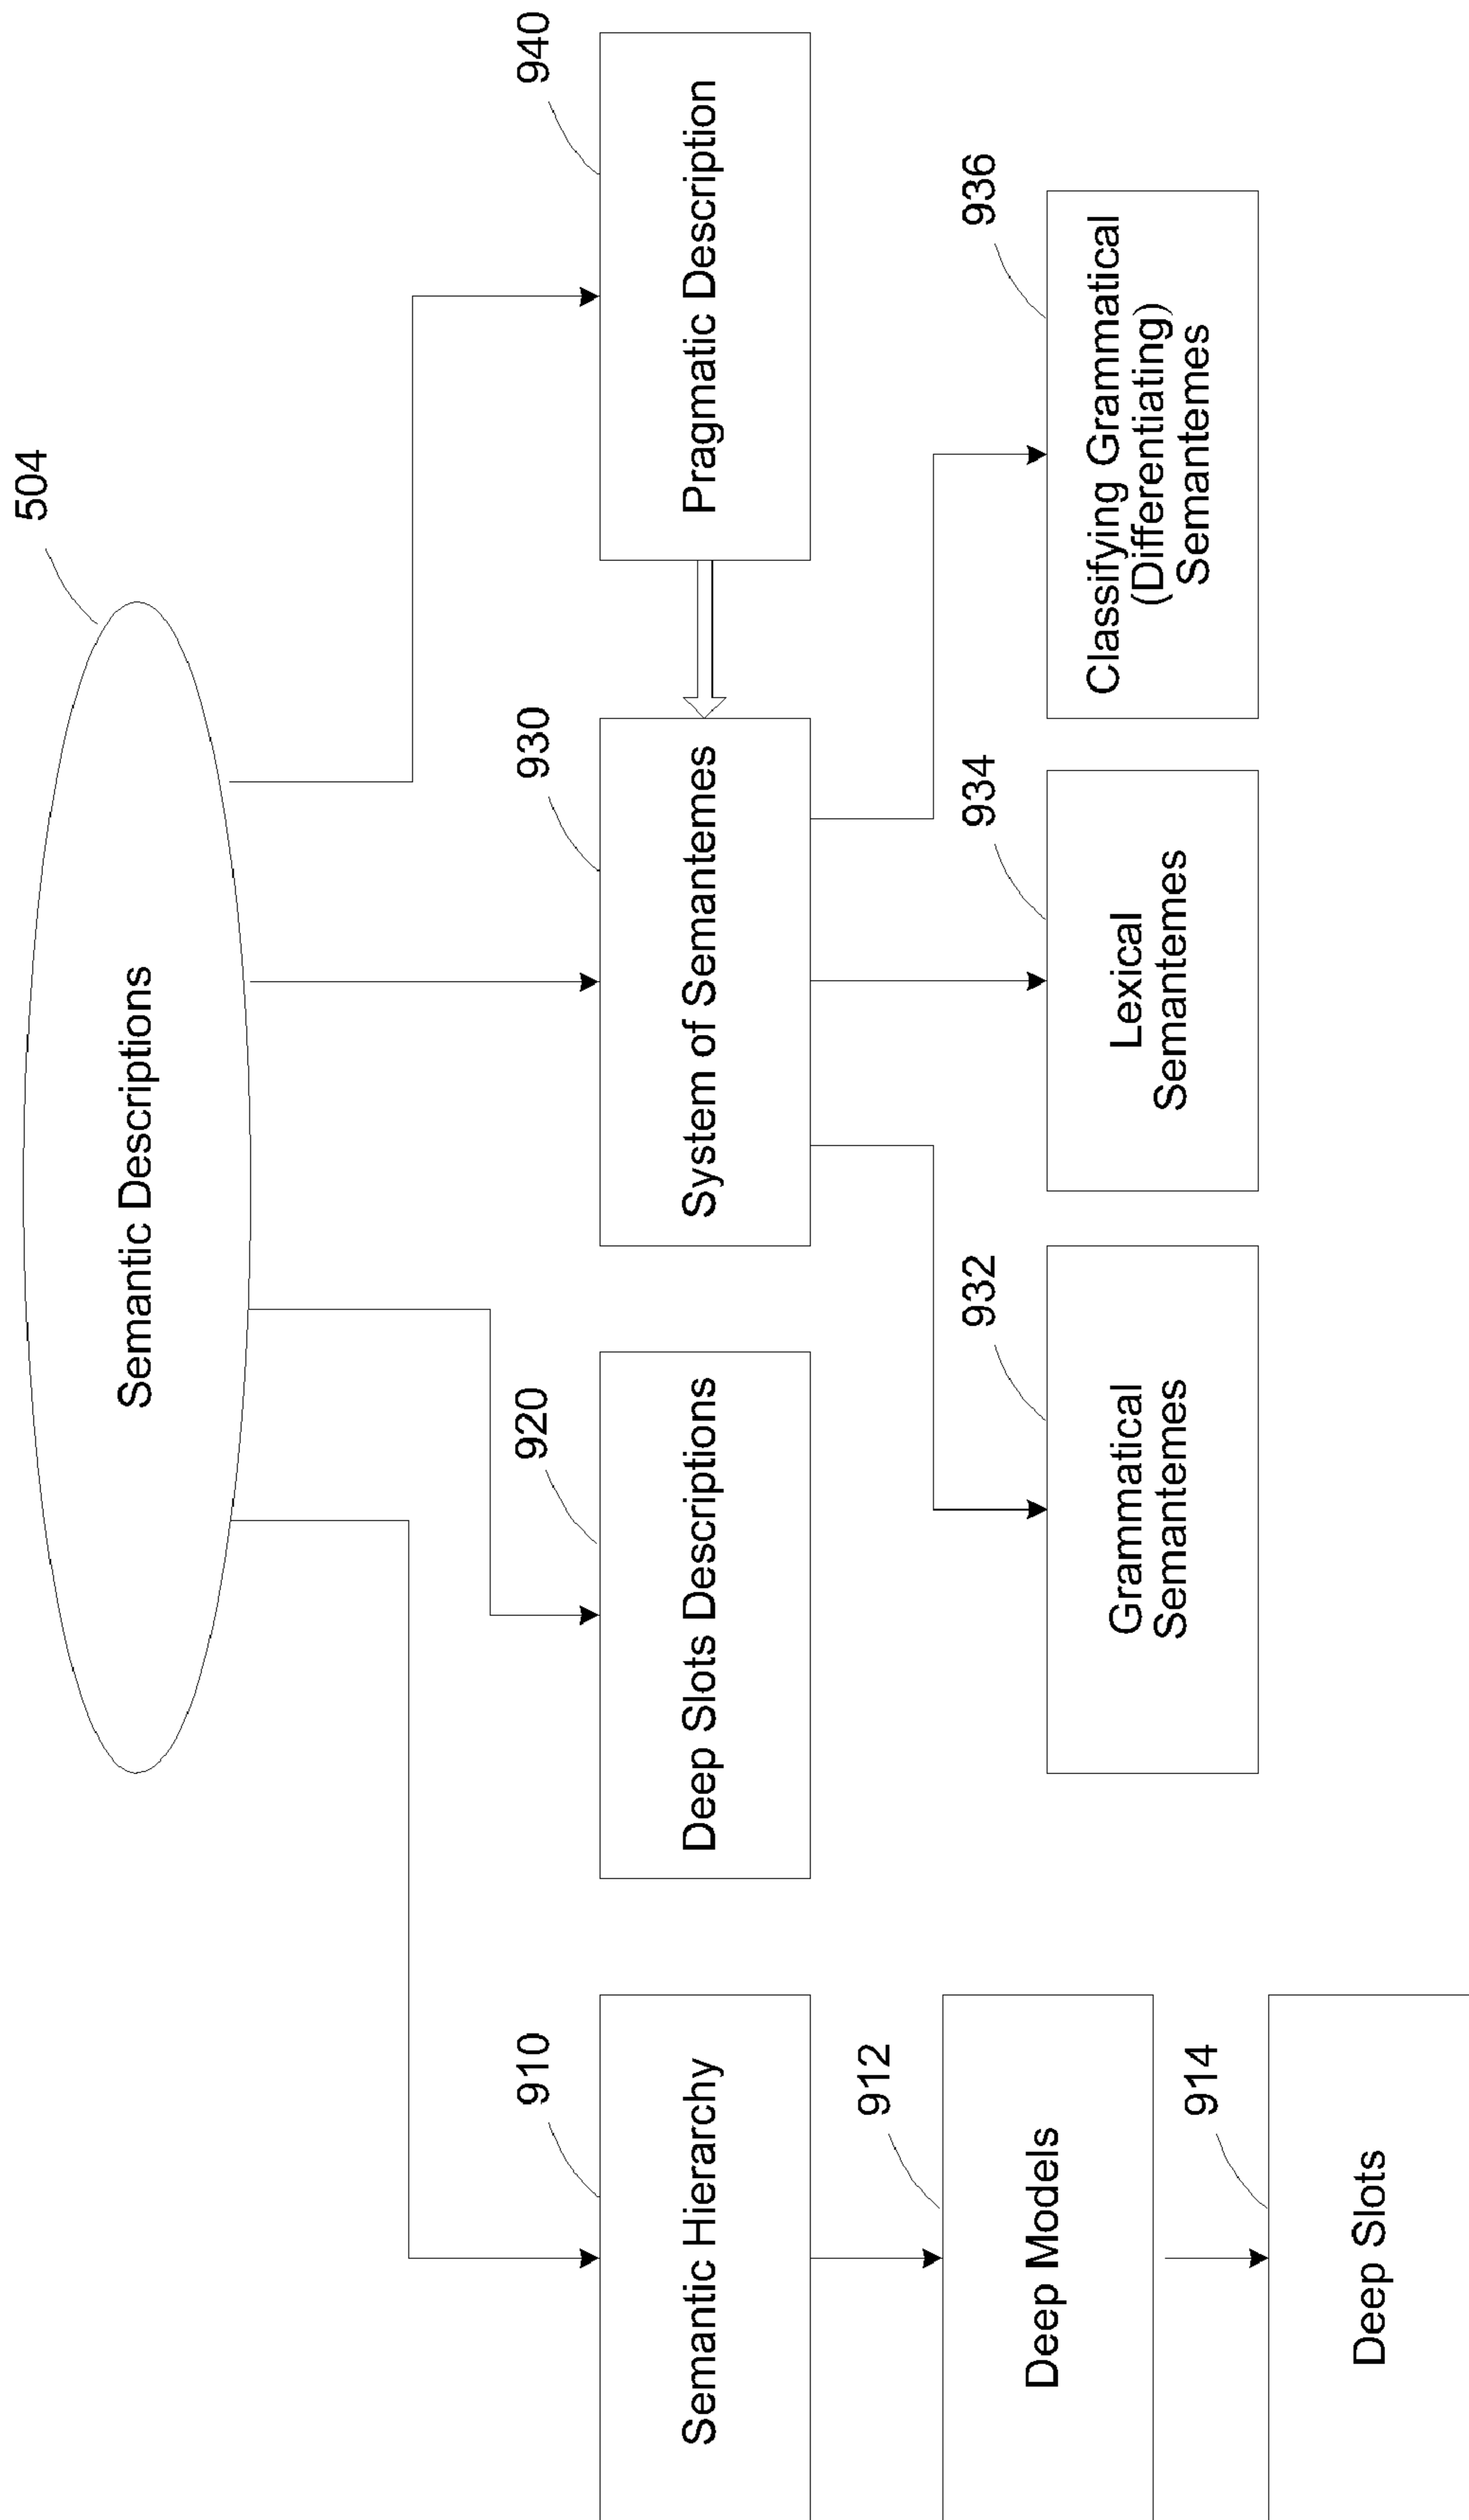 504
Semantic Descriptions
910
920
930
940
Semantic Hierarchy
Deep Slots Descriptions
System of Semantemes
Pragmatic Description
912
932
934
936
Deep Models
Grammatical
Semantemes
Lexical
Semantemes
Classifying Grammatical
(Differentiating)
Semantemes
914
Deep Slots